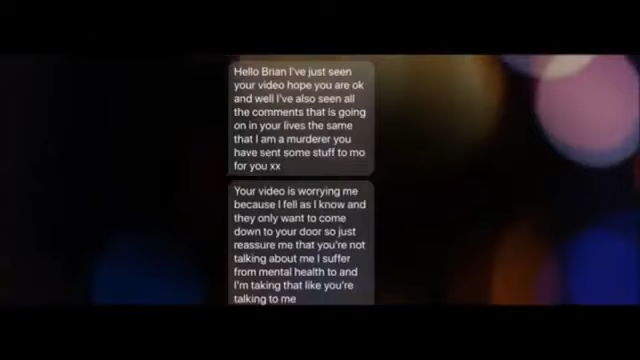 Hello Brian I've just seen
your video hope you are ok
and well I've also seen all
the comments that is going
on in your lives the same
that I am a murderer you
have sent some stuff to mo
for you xx
Your video is worrying me
because I fell as I know and
they only want to come
down to your door so just
reassure me that you're not
talking about me I suffer
from mental health to and
I'm taking that like you're
talking to me